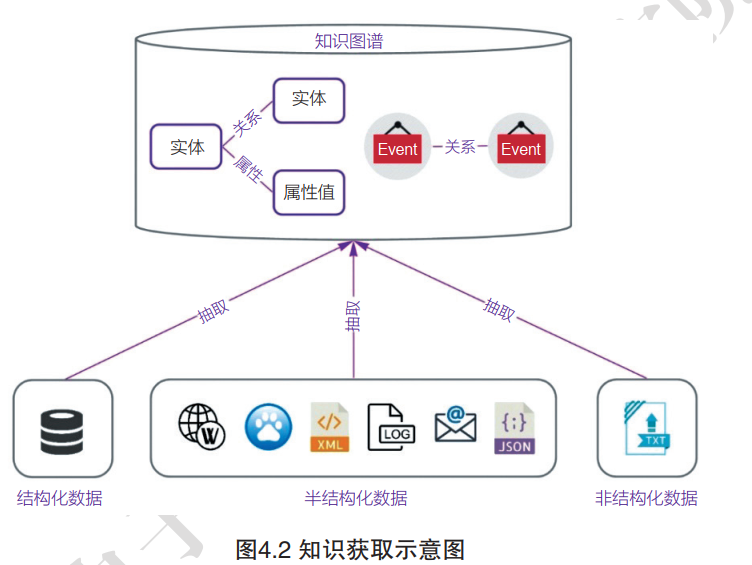 知识图谱
实体
关系
实体
属性
属性值
Event
关系
Event
抽取
抽取
抽取
W
XML
LOG
@
{;}
JSON
TXT
结构化数据
半结构化数据
非结构化数据
图4.2 知识获取示意图